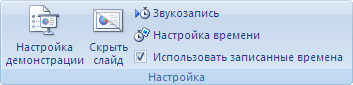 Настройка
демонстрации
Скрыть
слайд
Звукозапись
Настройка времени
Использовать записанные времена
Настройка